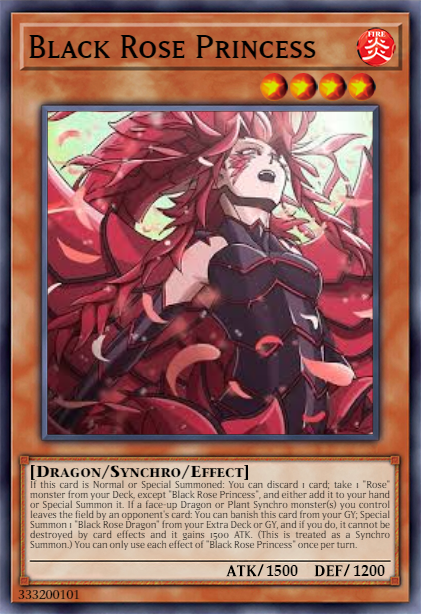 BLACK ROSE PRINCESS
FIRE
炎
[DRAGON/SYNCHRO/EFFECT]
If this card is Normal or Special Summoned: You can discard 1 card; take 1 "Rose"
monster from your Deck, except "Black Rose Princess", and either add it to your hand
or Special Summon it. If a face-up Dragon or Plant Synchro monster(s) you control
leaves the field by an opponent's card: You can banish this card from your GY; Special
Summon 1 "Black Rose Dragon" from your Extra Deck or GY, and if you do, it cannot be
destroyed by card effects and it gains 1500 ATK. (This is treated as a Synchro
Summon.) You can only use each effect of "Black Rose Princess" once per turn.
ATK/1500 DEF/1200
333200101